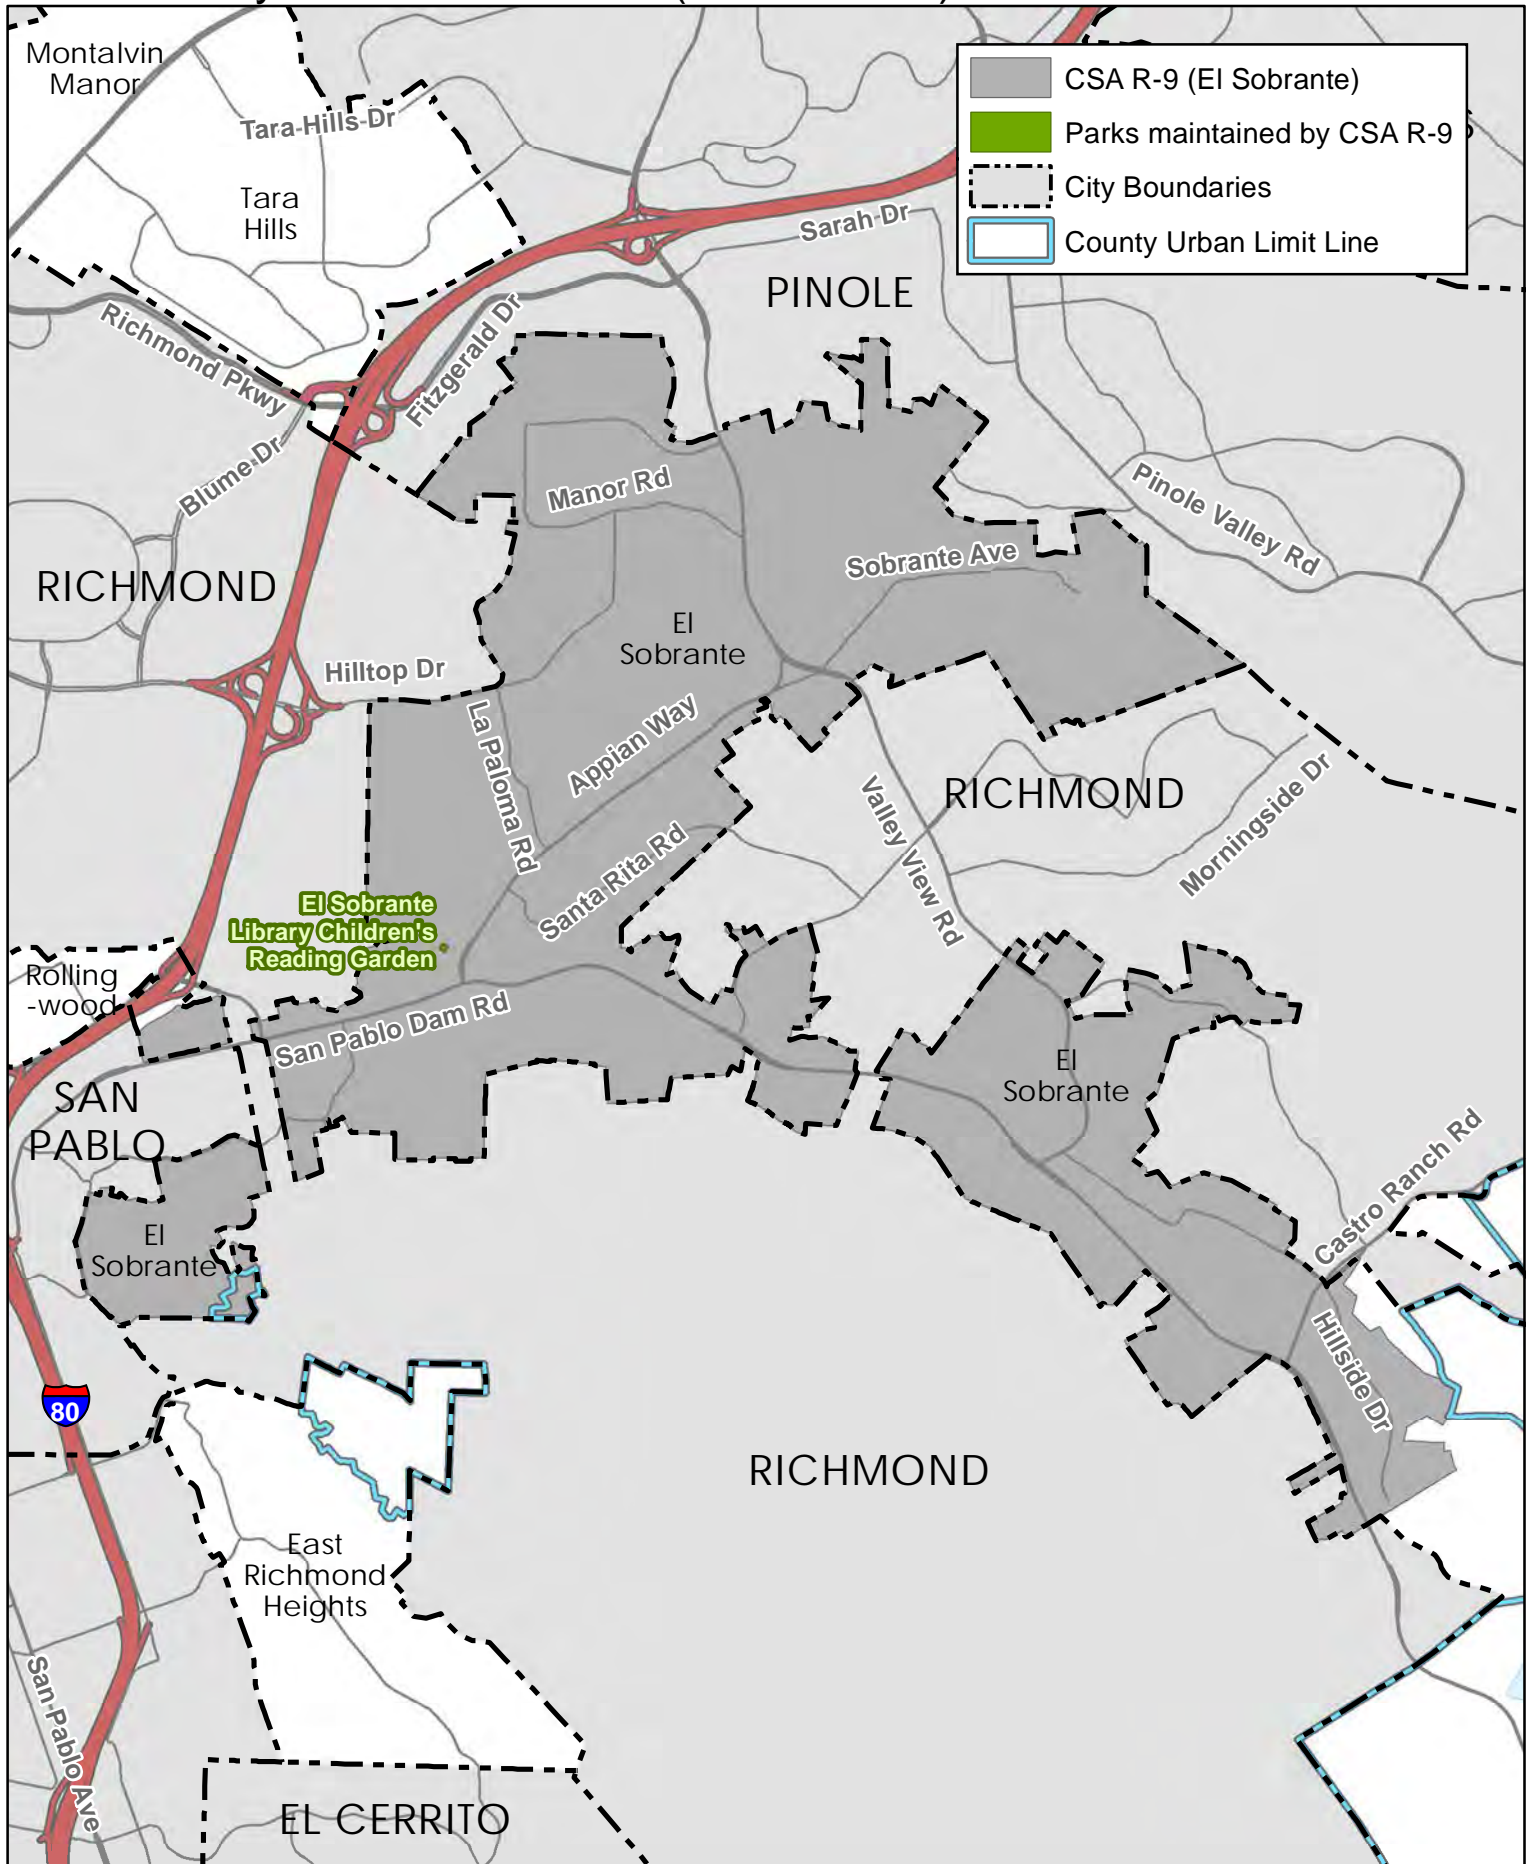 Montalvin
Manor
CSA R-9 (El Sobrante)
Parks maintained by CSA R-9
City Boundaries
County Urban Limit Line
Tara Hills Dr
Tara
Hills
Sarah Dr
PINOLE
Richmond Pkwy
Fitzgerald Dr
Blume Dr
Manor Rd
Pinole Valley Rd
Sobrante Ave
RICHMOND
El
Sobrante
Hilltop Dr
La Paloma Rd
Appian Way
Valley View Rd
RICHMOND
Morningside Dr
Santa Rita Rd
El Sobrante
Library Children's
Reading Garden
Rolling
-wood
San Pablo Dam Rd
SAN
PABLO
El
Sobrante
Castro Ranch Rd
El
Sobrante
Hillside Dr
80
RICHMOND
East
Richmond
Heights
San Pablo Ave
EL CERRITO